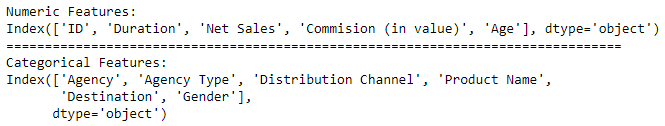 Numeric Features:
Index(['ID', 'Duration', 'Net Sales', 'Commision (in value)', 'Age'], dtype='object')
================================================================================
Categorical Features:
Index(['Agency', 'Agency Type', 'Distribution Channel', 'Product Name',
'Destination', 'Gender'],
dtype='object')